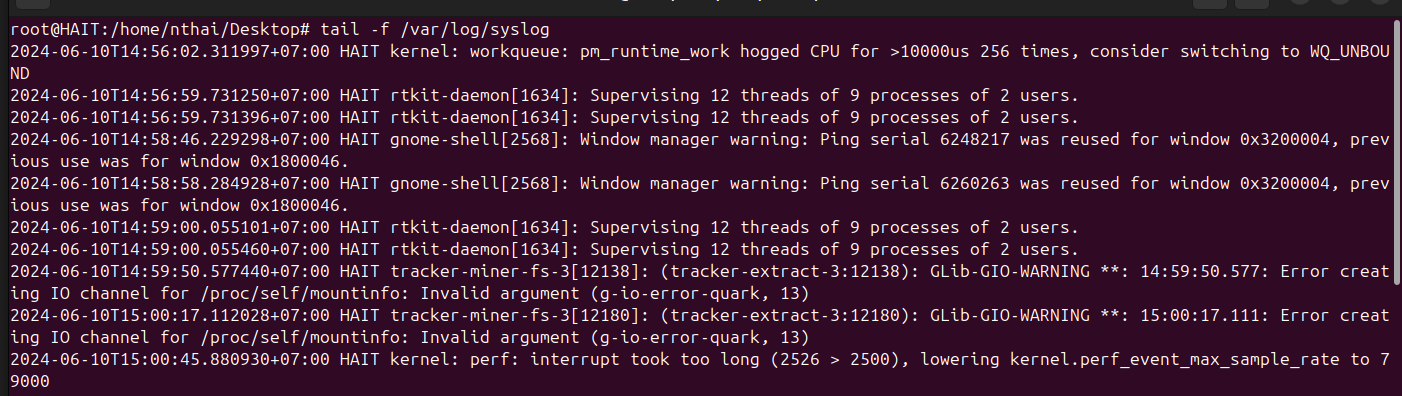 root@HAIT:/home/nthai/Desktop# tail -f /var/log/syslog
2024-06-10T14:56:02.311997+07:00 HAIT kernel: workqueue: pm_runtime_work hogged CPU for >10000us 256 times, consider switching to WQ_UNBOU
ND
2024-06-10T14:56:59.731250+07:00 HAIT rtkit-daemon[1634]: Supervising 12 threads of 9 processes of 2 users.
2024-06-10T14:56:59.731396+07:00 HAIT rtkit-daemon[1634]: Supervising 12 threads of 9 processes of 2 users.
2024-06-10T14:58:46.229298+07:00 HAIT gnome-shell[2568]: Window manager warning: Ping serial 6248217 was reused for window 0x3200004, prev
ious use was for window 0x1800046.
2024-06-10T14:58:58.284928+07:00 HAIT gnome-shell[2568]: Window manager warning: Ping serial 6260263 was reused for window 0x3200004, prev
ious use was for window 0x1800046.
2024-06-10T14:59:00.055101+07:00 HAIT rtkit-daemon[1634]: Supervising 12 threads of 9 processes of 2 users.
2024-06-10T14:59:00.055460+07:00 HAIT rtkit-daemon[1634]: Supervising 12 threads of 9 processes of 2 users.
2024-06-10T14:59:50.577440+07:00 HAIT tracker-miner-fs-3[12138]: (tracker-extract-3:12138): GLib-GIO-WARNING **: 14:59:50.577: Error creat
ing IO channel for /proc/self/mountinfo: Invalid argument (g-io-error-quark, 13)
2024-06-10T15:00:17.112028+07:00 HAIT tracker-miner-fs-3[12180]: (tracker-extract-3:12180): GLib-GIO-WARNING **: 15:00:17.111: Error creat
ing IO channel for /proc/self/mountinfo: Invalid argument (g-io-error-quark, 13)
2024-06-10T15:00:45.880930+07:00 HAIT kernel: perf: interrupt took too long (2526 > 2500), lowering kernel.perf_event_max_sample_rate to 7
9000